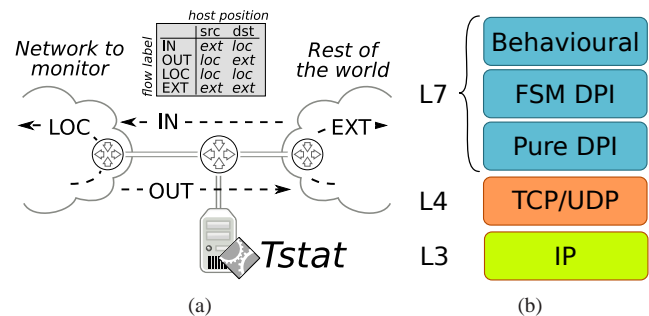 host position
src dst
flow label
IN ext loc
OUT loc ext
LOC loc loc
EXT ext ext
Network to
monitor
Rest of
the world
LOC
IN
EXT
OUT
Tstat
(a)
L7
Behavioural
FSM DPI
Pure DPI
L4
TCP/UDP
L3
IP
(b)